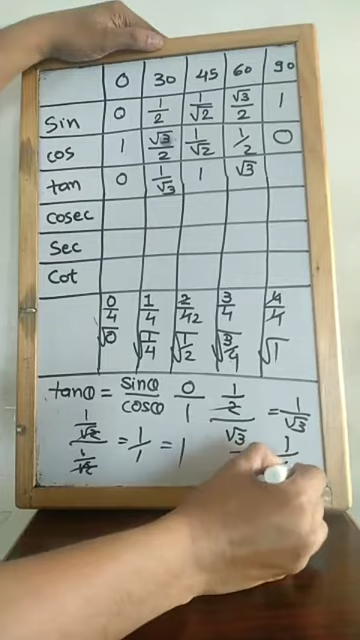 0 30 45 60 90
Sin 0 1/2 1/√2 √3/2 1
cos 1 √3/2 1/√2 1/2 0
tan 0 1/√3 1 √3
cosec
Sec
Cot
0/4 1/4 2/42 3/4 4/4
√0 √1/4 √1/2 √3/4 √1
tanθ = sinθ/cosθ 0/1 1/2 = 1/√3
1/√2 / 1/√2 = 1/1 = 1 √3 1